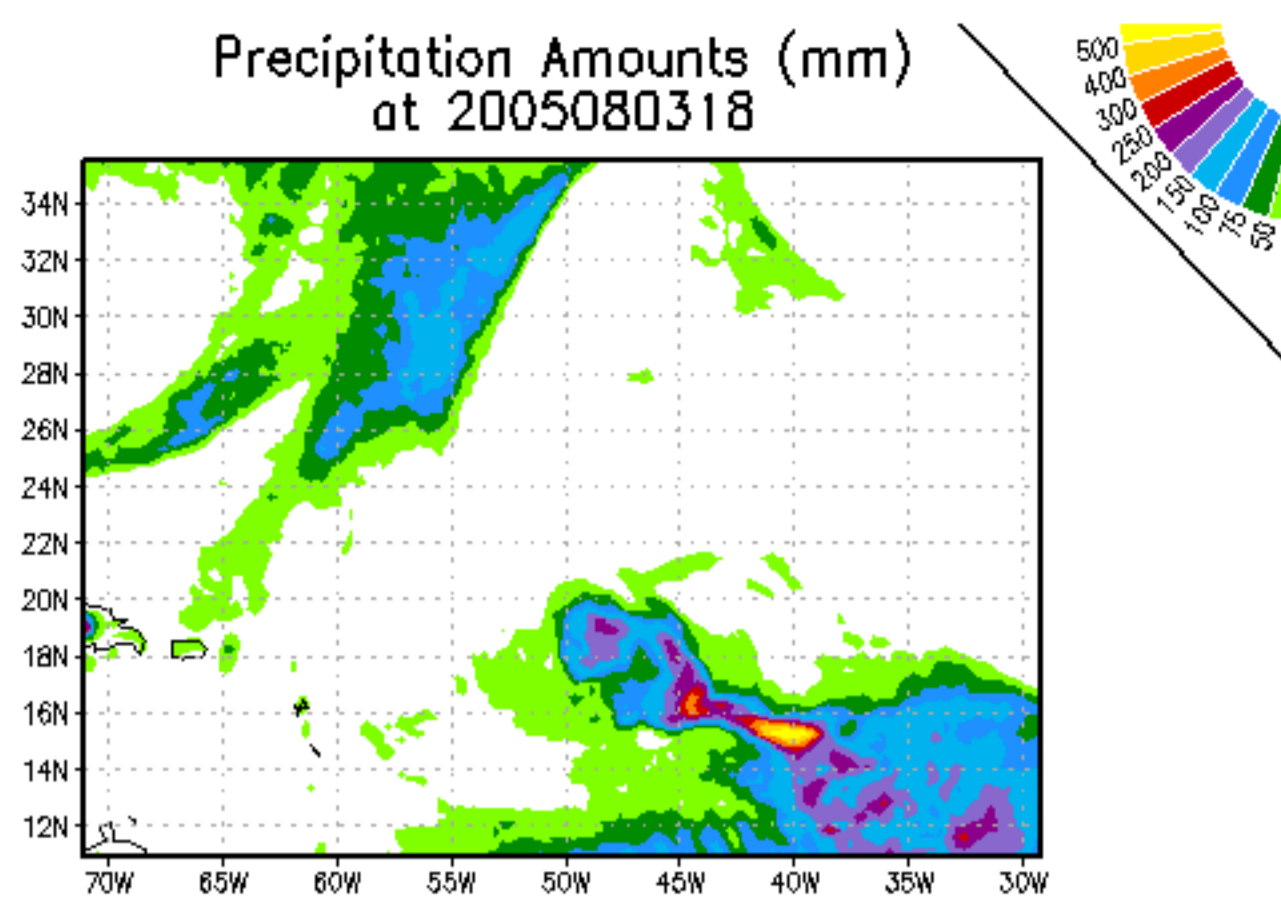 Precipitation Amounts (mm)
at 2005080318
500
400
300
250
200
150
100
75
50
34N
32N
30N
28N
26N
24N
22N
20N
18N
16N
14N
12N
70W 65W 60W 55W 50W 45W 40W 35W 30W